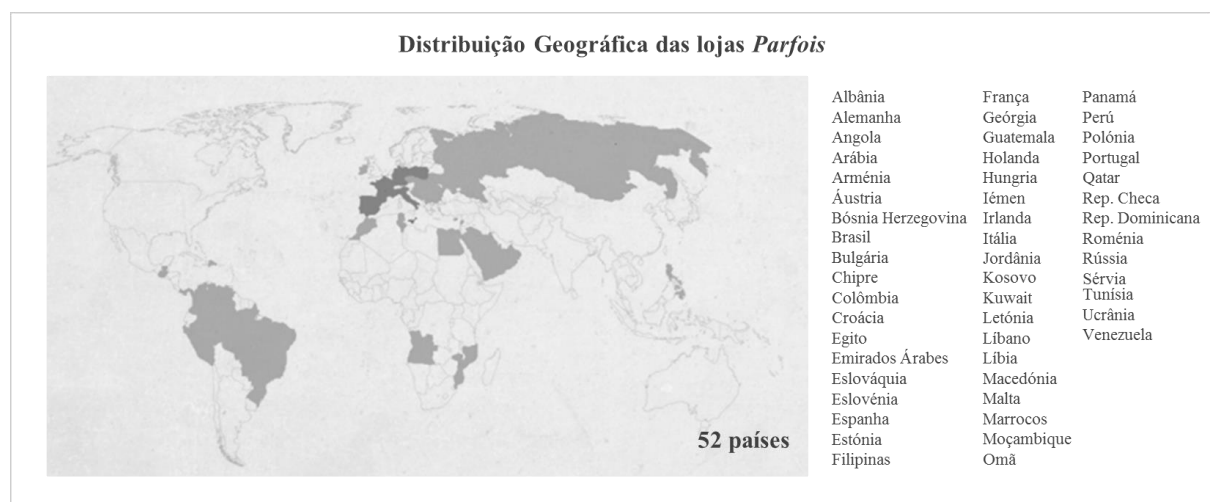 Distribuição Geográfica das lojas Parfois
52 países
Albânia
Alemanha
Angola
Arábia
Arménia
Áustria
Bósnia Herzegovina
Brasil
Bulgária
Chipre
Colômbia
Croácia
Egito
Emirados Árabes
Eslováquia
Eslovénia
Espanha
Estónia
Filipinas
França
Geórgia
Guatemala
Holanda
Hungria
Iémen
Irlanda
Itália
Jordânia
Kosovo
Kuwait
Letónia
Líbano
Líbia
Macedónia
Malta
Marrocos
Moçambique
Omã
Panamá
Perú
Polónia
Portugal
Qatar
Rep. Checa
Rep. Dominicana
Roménia
Rússia
Sérvia
Tunísia
Ucrânia
Venezuela